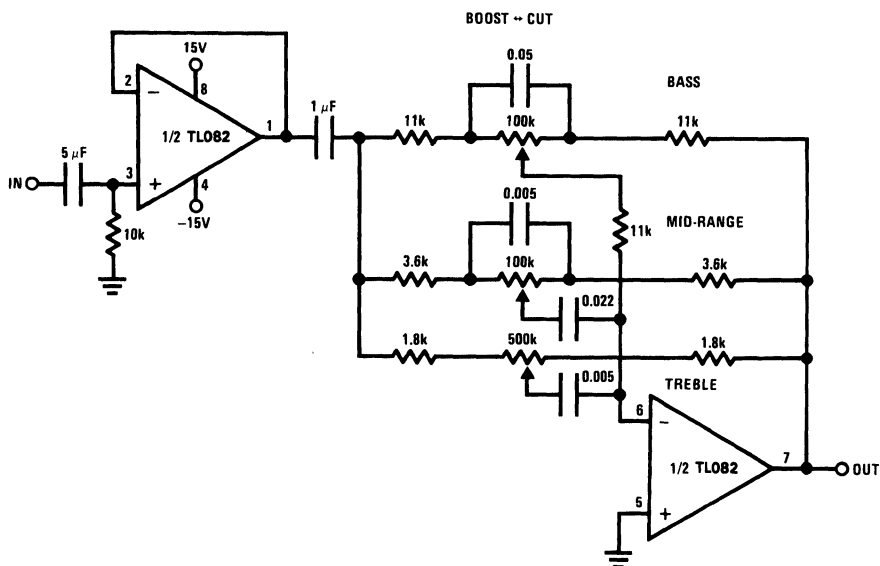 BOOST ↔ CUT
0.05
BASS
15V
2
8
-
1
1 µF
11k
100k
11k
1/2 TL082
5 µF
IN
3
+
4
-15V
10k
0.005
11k
MID-RANGE
3.6k
100k
3.6k
0.022
1.8k
500k
1.8k
0.005
TREBLE
6
-
1/2 TL082
7
OUT
5
+